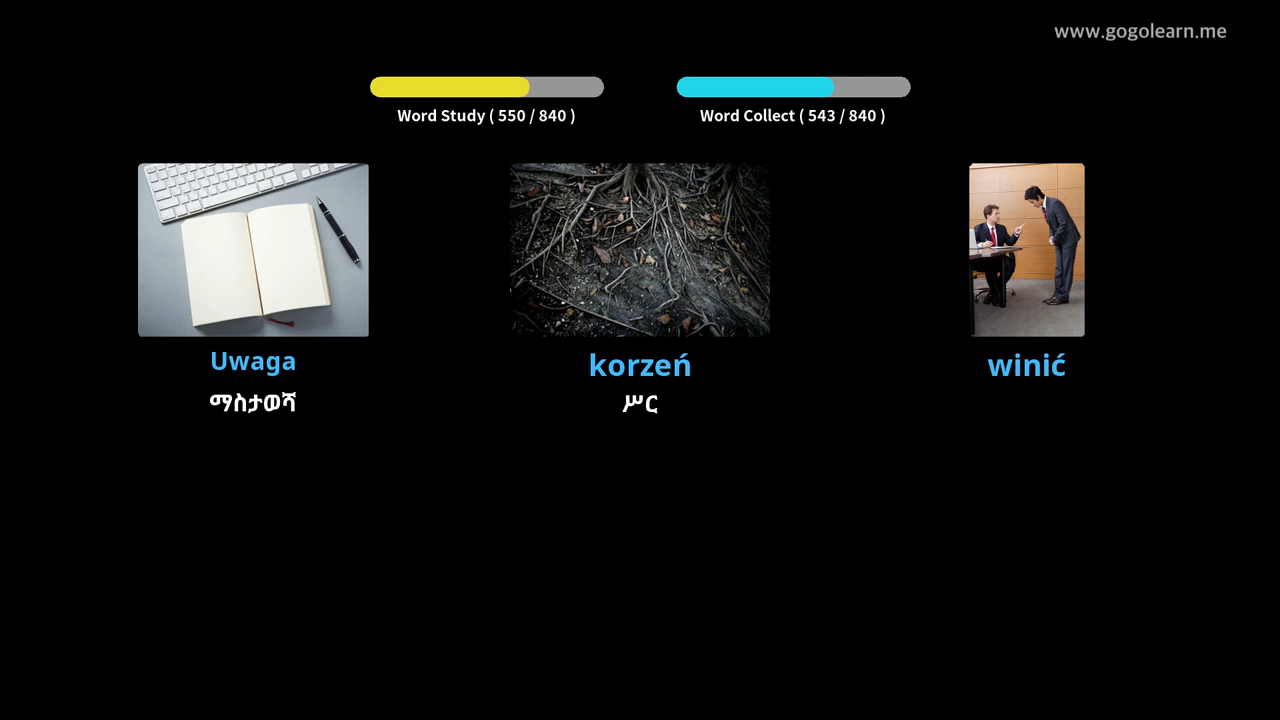 www.gogolearn.me
Word Study ( 550 / 840 )
Word Collect ( 543 / 840 )
Uwaga
korzeń
winić
ማስታወሻ
ሥር